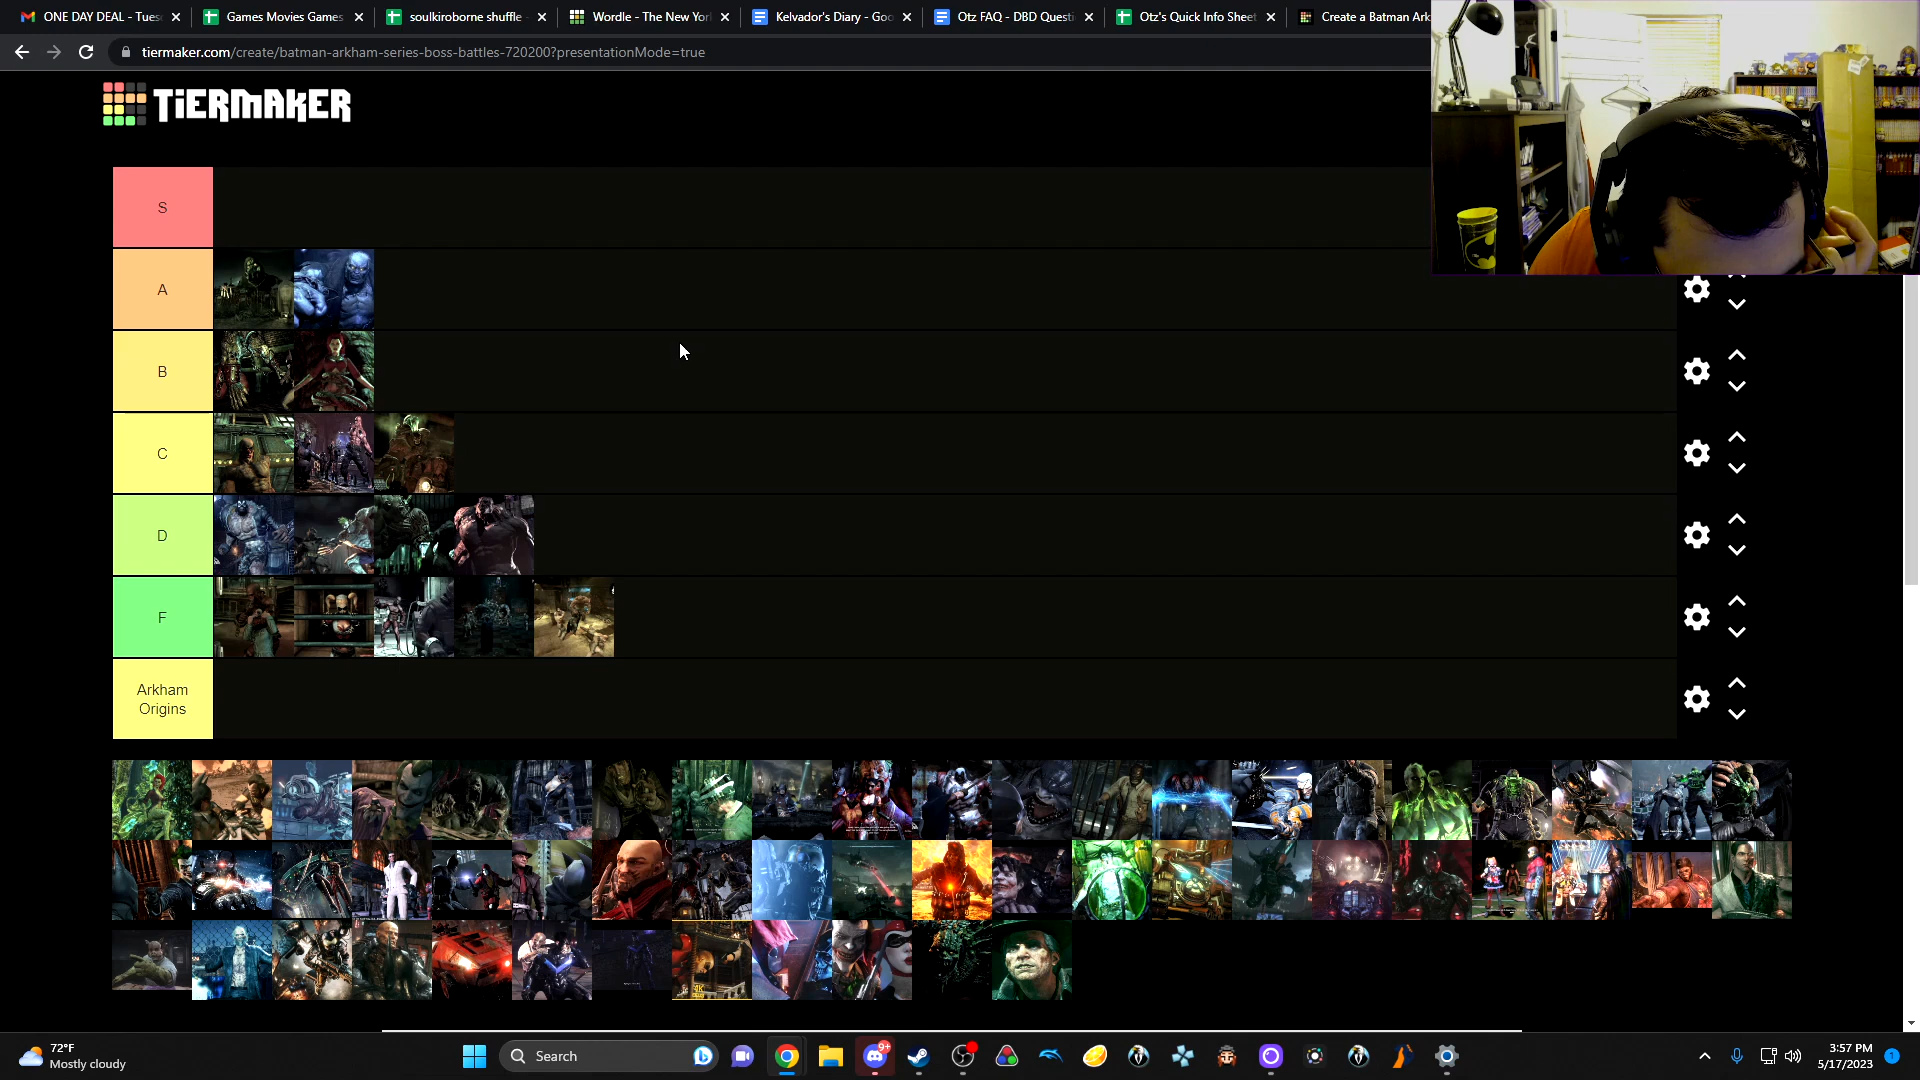 ONE DAY DEAL - Tues
Games Movies Games
soulkiroborne shuffle -
Wordle - The New Yor
Kelvador's Diary - Goo
Otz FAQ - DBD Questi
Otz's Quick Info Sheet
Create a Batman Ark
tiermaker.com/create/batman-arkham-series-boss-battles-720200?presentationMode=true
TiERMAKER
S
A
B
C
D
F
Arkham
Origins
72°F
Mostly cloudy
Search
9+
3:57 PM
5/17/2023
1